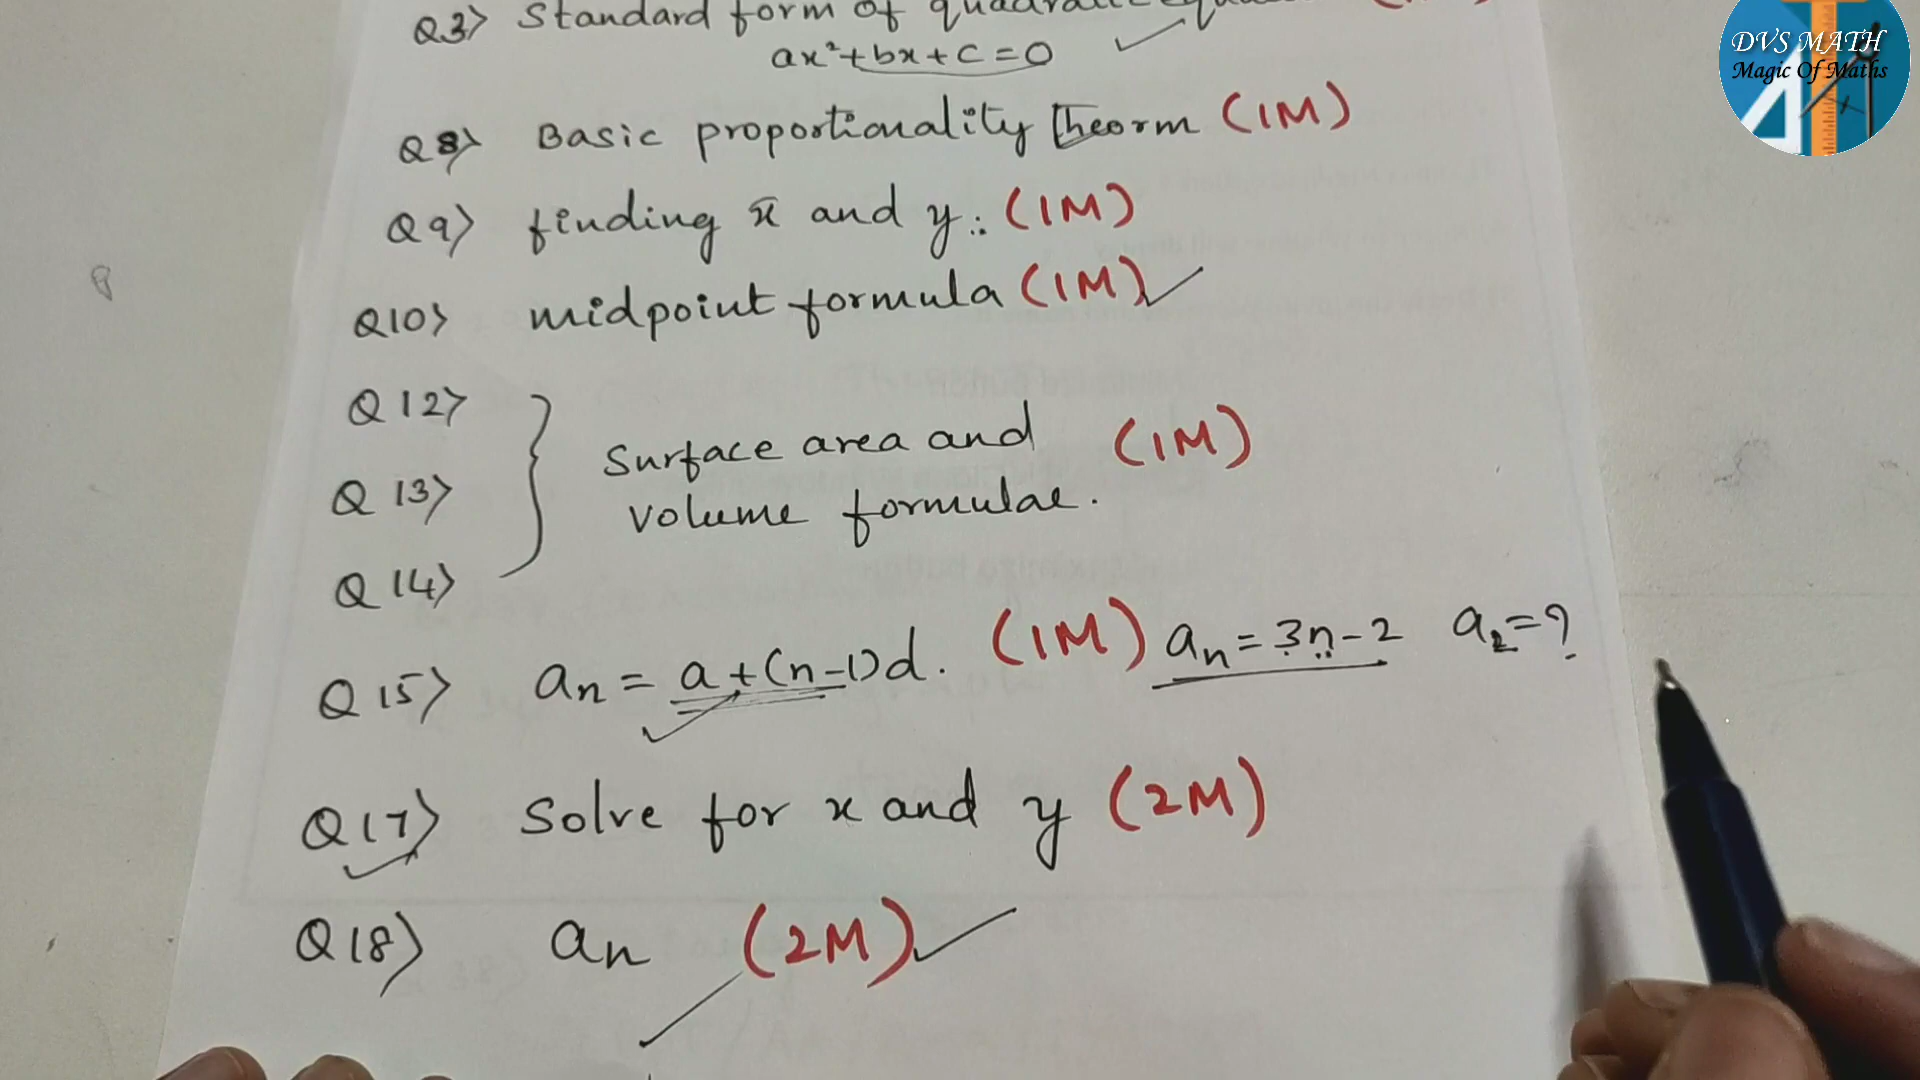 Q3) Standard form of quadratic
ax²+bx+c=0
Q8) Basic proportionality theorm (1M)
Q9) finding x and y. (1M)
Q10) midpoint formula (1M)
Q12)
Q13)
Q14)
Surface area and (1M)
volume formulae.
Q15) an = a+(n-1)d. (1M) an = 3n-2 a2=?
Q17) Solve for x and y (2M)
Q18) an (2M)
DVS MATH
Magic Of Maths